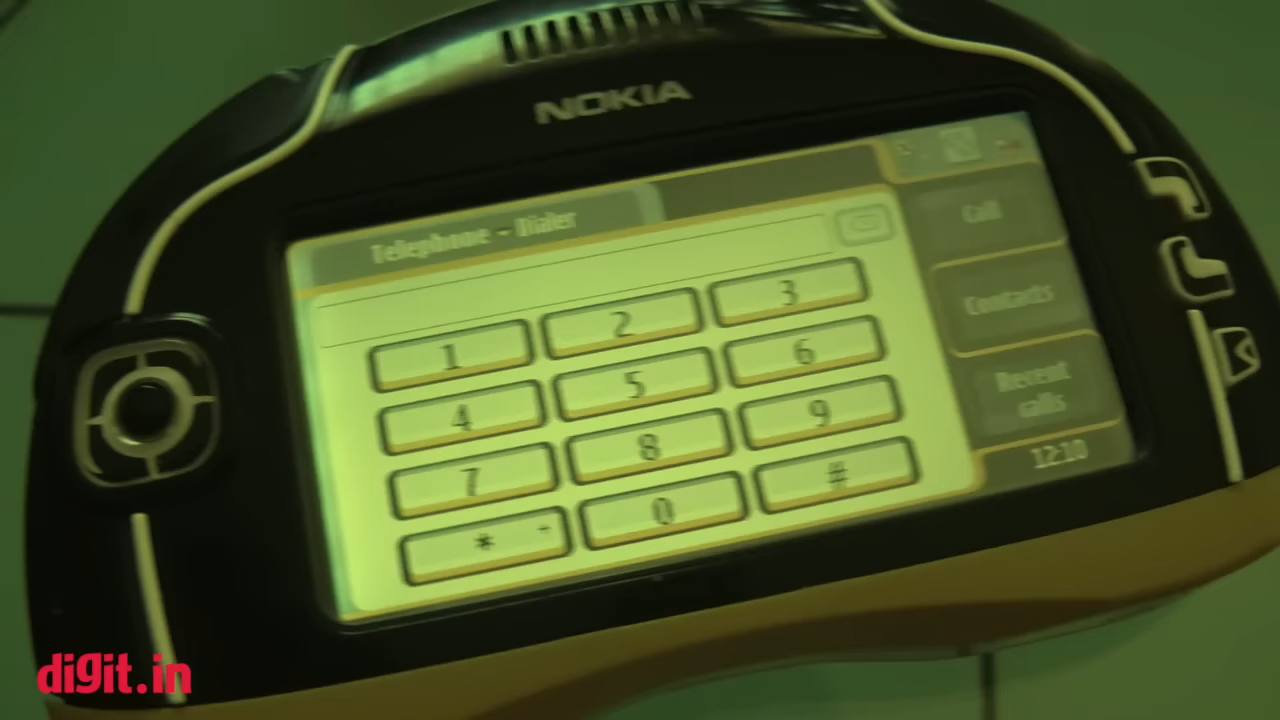 NOKIA
Telephone - Dialer
Call
1 2 3
Contacts
4 5 6
Recent
calls
7 8 9
* 0 #
12:10
digit.in